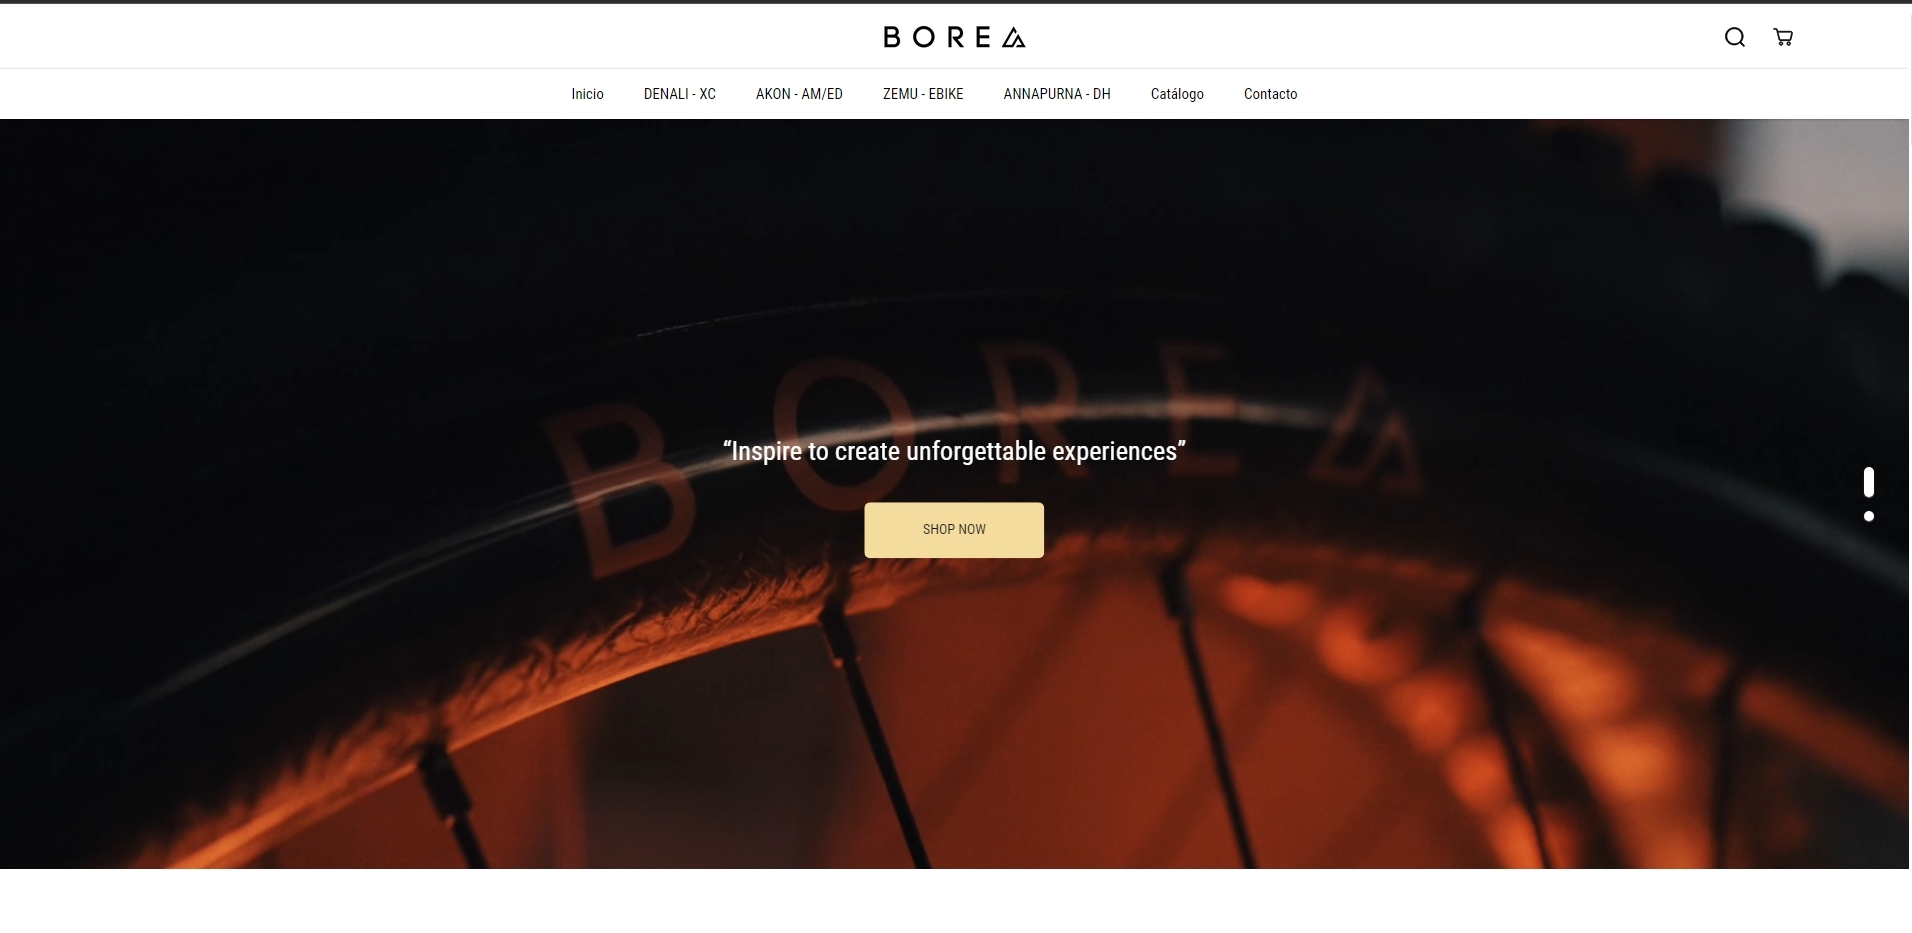 BOREA
Inicio DENALI - XC AKON - AM/ED ZEMU - EBIKE ANNAPURNA - DH Catálogo Contacto
BOREA
“Inspire to create unforgettable experiences”
SHOP NOW